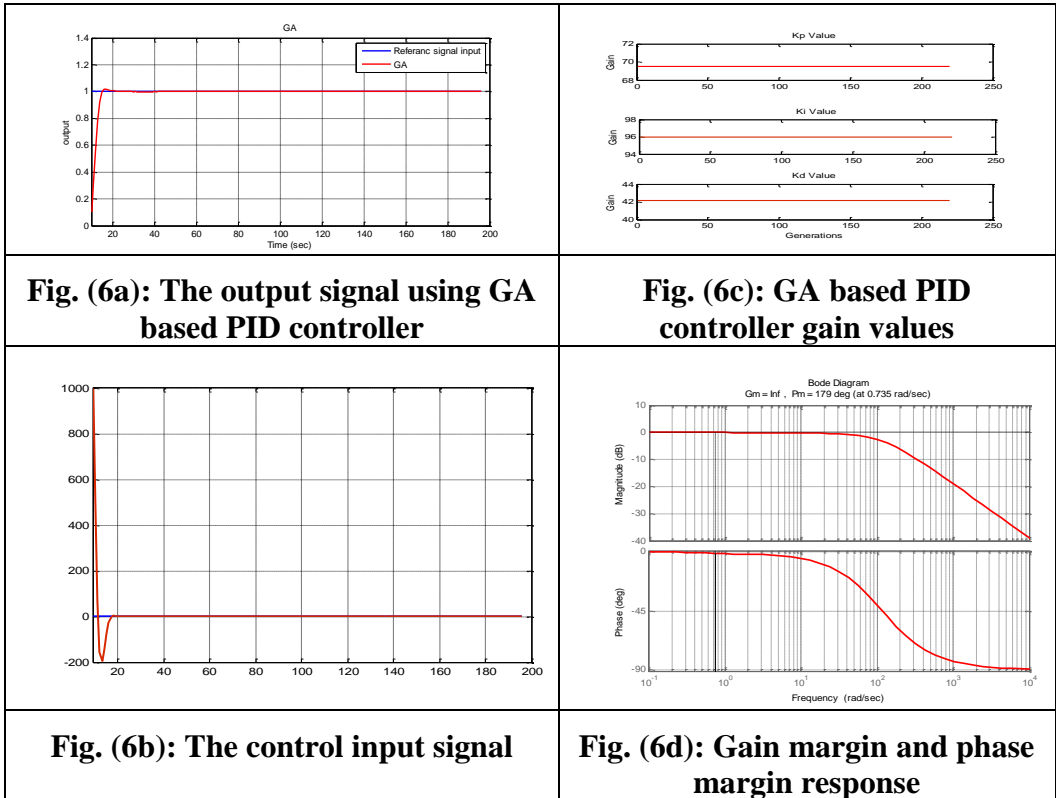 GA
1.4
Referanc signal input
GA
1.2
1
0.8
output
0.6
0.4
0.2
0
20 40 60 80 100 120 140 160 180 200
Time (sec)
Kp Value
72
Gain
70
68
0 50 100 150 200 250
Ki Value
98
Gain
96
94
0 50 100 150 200 250
Kd Value
44
Gain
42
40
0 50 100 150 200 250
Generations
Fig. (6a): The output signal using GA
based PID controller
Fig. (6c): GA based PID
controller gain values
1000
800
600
400
200
0
-200
20 40 60 80 100 120 140 160 180 200
Bode Diagram
Gm = Inf , Pm = 179 deg (at 0.735 rad/sec)
10
0
Magnitude (dB)
-10
-20
-30
-40
0
Phase (deg)
-45
-90
10^-1 10^0 10^1 10^2 10^3 10^4
Frequency (rad/sec)
Fig. (6b): The control input signal
Fig. (6d): Gain margin and phase
margin response